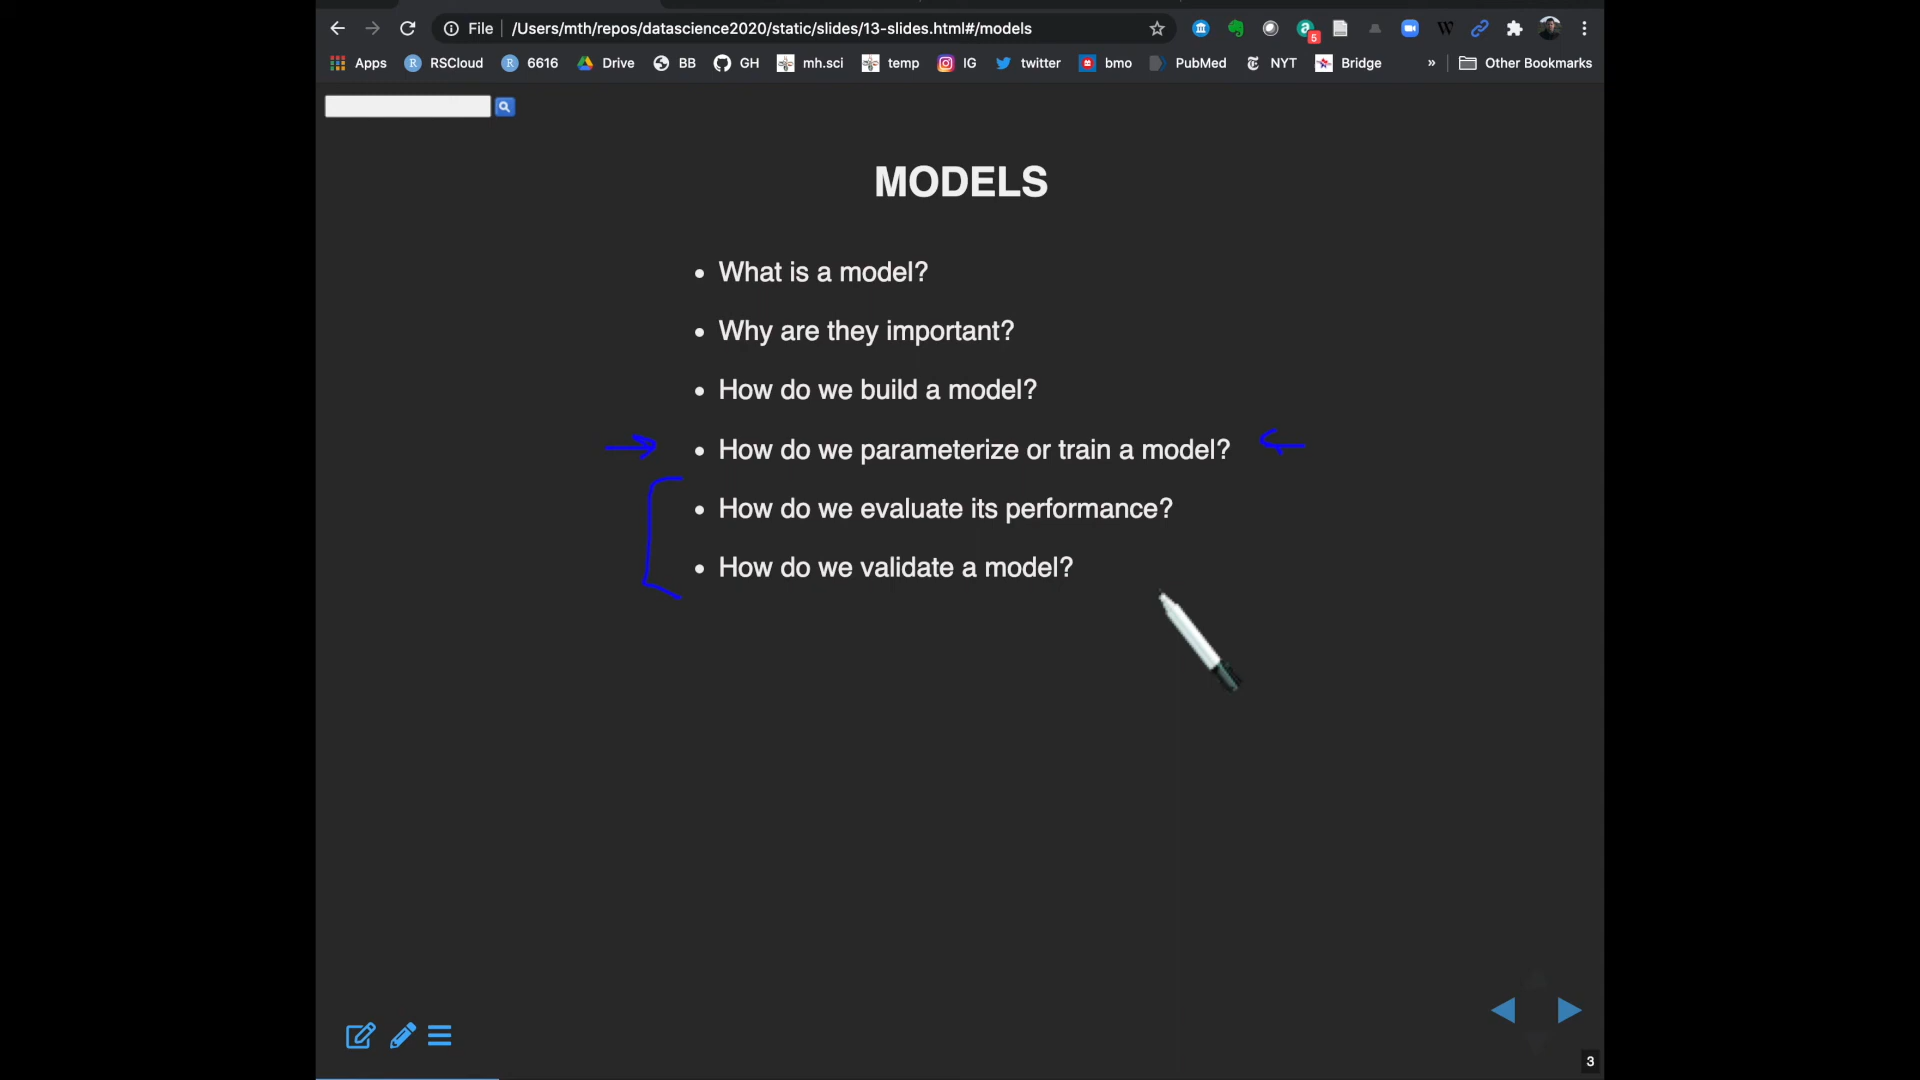 File
/Users/mth/repos/datascience2020/static/slides/13-slides.html#/models
5
W
Apps RSCloud 6616 Drive BB GH mh.sci temp IG twitter bmo PubMed NYT Bridge » Other Bookmarks
MODELS
• What is a model?
• Why are they important?
• How do we build a model?
• How do we parameterize or train a model?
• How do we evaluate its performance?
• How do we validate a model?
3